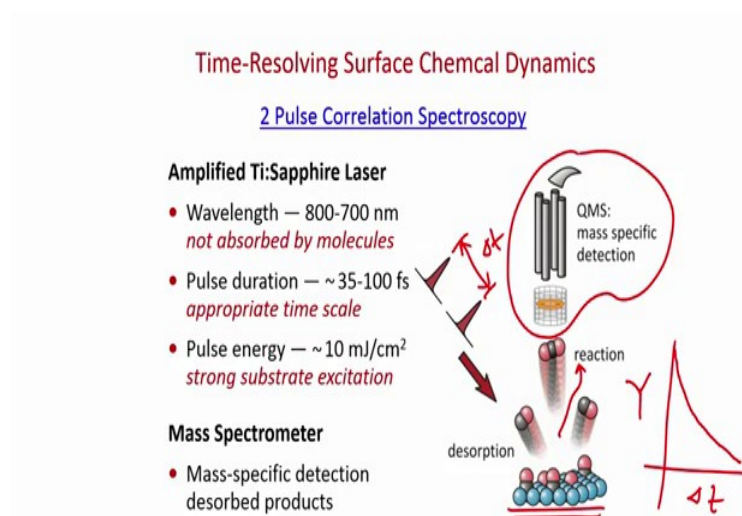 Time-Resolving Surface Chemcal Dynamics
2 Pulse Correlation Spectroscopy
Amplified Ti:Sapphire Laser
• Wavelength — 800-700 nm
not absorbed by molecules
• Pulse duration — ~35-100 fs
appropriate time scale
• Pulse energy — ~10 mJ/cm²
strong substrate excitation
Mass Spectrometer
• Mass-specific detection
desorbed products
Δt
QMS:
mass specific
detection
reaction
desorption
Y
Δt